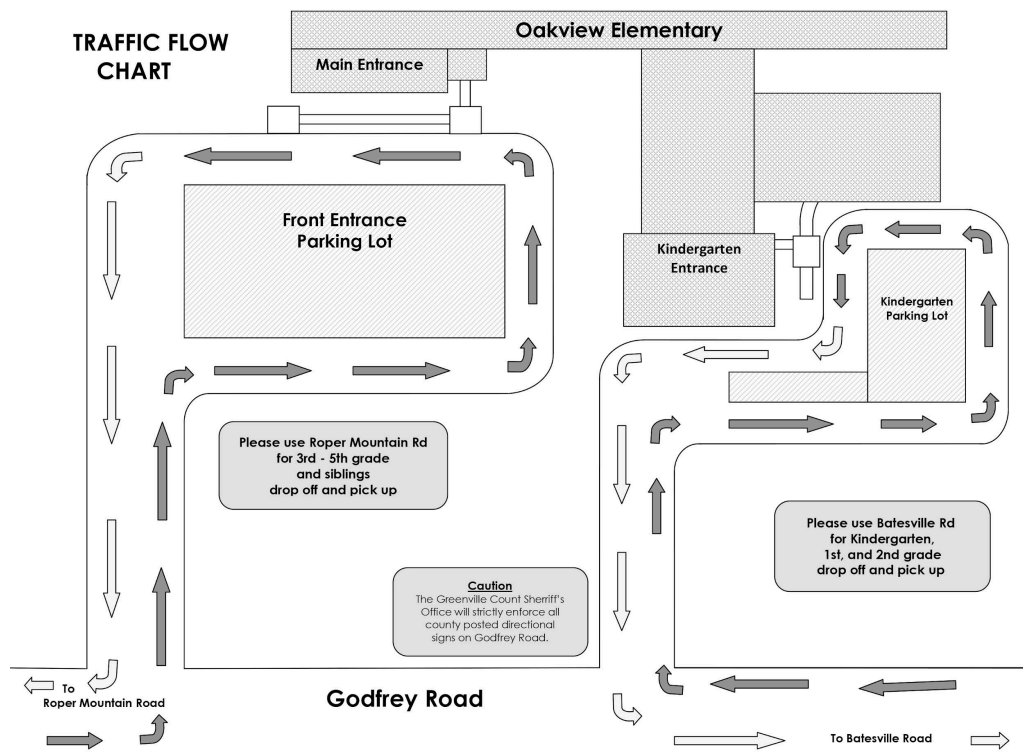 TRAFFIC FLOW
CHART
Oakview Elementary
Main Entrance
Front Entrance
Parking Lot
Kindergarten
Entrance
Kindergarten
Parking Lot
Please use Roper Mountain Rd
for 3rd - 5th grade
and siblings
drop off and pick up
Please use Batesville Rd
for Kindergarten,
1st, and 2nd grade
drop off and pick up
Caution
The Greenville Count Sherriff's
Office will strictly enforce all
county posted directional
signs on Godfrey Road.
To
Roper Mountain Road
Godfrey Road
To Batesville Road